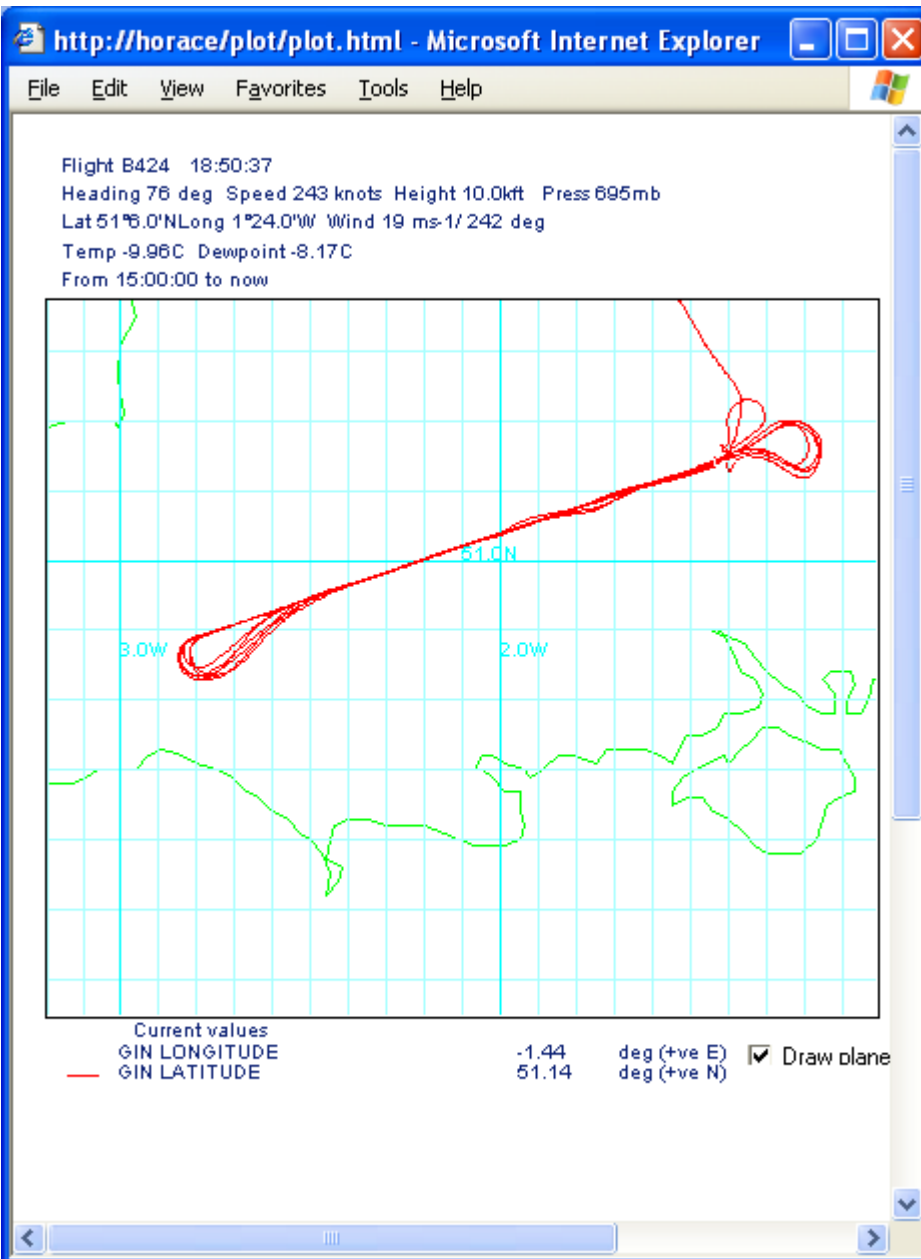 http://horace/plot/plot.html - Microsoft Internet Explorer
File Edit View Favorites Tools Help
Flight B424 18:50:37
Heading 76 deg Speed 243 knots Height 10.0kft Press 695mb
Lat 51°6.0'N Long 1°24.0'W Wind 19 ms-1/ 242 deg
Temp -9.96C Dewpoint -8.17C
From 15:00:00 to now
51.0N
3.0W 2.0W
Current values
GIN LONGITUDE -1.44 deg (+ve E)
GIN LATITUDE 51.14 deg (+ve N)
Draw plane